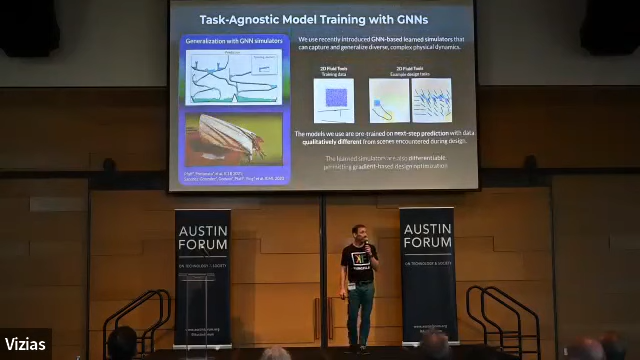 Task-Agnostic Model Training with GNNs
Generalization with GNN simulators
We use recently introduced GNN-based learned simulators that
can capture and generalize diverse, complex physical dynamics.
2D Fluid Tools
Training data
2D Fluid Tools
Example design tasks
The models we use are pre-trained on next-step prediction with data
qualitatively different from scenes encountered during design.
The learned simulators are also differentiable,
permitting gradient-based design optimization
AUSTIN
FORUM
ON TECHNOLOGY & SOCIETY
AUSTIN
FORUM
ON TECHNOLOGY & SOCIETY
Vizias